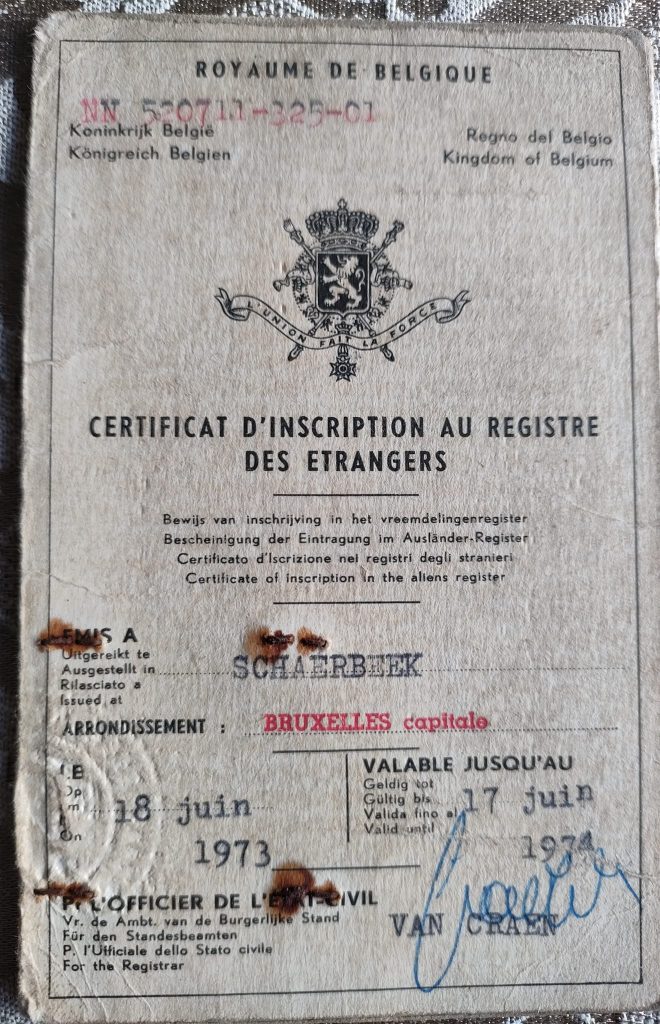 ROYAUME DE BELGIQUE
NN 520711-325-01
Koninkrijk België
Königreich Belgien
Regno del Belgio
Kingdom of Belgium
L'UNION FAIT LA FORCE
CERTIFICAT D'INSCRIPTION AU REGISTRE
DES ETRANGERS
Bewijs van inschrijving in het vreemdelingenregister
Bescheinigung der Eintragung im Ausländer-Register
Certificato d'Iscrizione nei registri degli stranieri
Certificate of inscription in the aliens register
EMIS A
Uitgereikt te
Ausgestellt in
Rilasciato a
Issued at
SCHAERBEEK
ARRONDISSEMENT : BRUXELLES capitale
LE
Op
On
18 juin
1973
VALABLE JUSQU'AU
Geldig tot
Gültig bis
Valida fino al
Valid until
17 juin
1974
P. L'OFFICIER DE L'ETAT-CIVIL
Vr. de Ambt. van de Burgerlijke Stand
Für den Standesbeamten
P. l'Ufficiale dello Stato civile
For the Registrar
VAN CRAEN